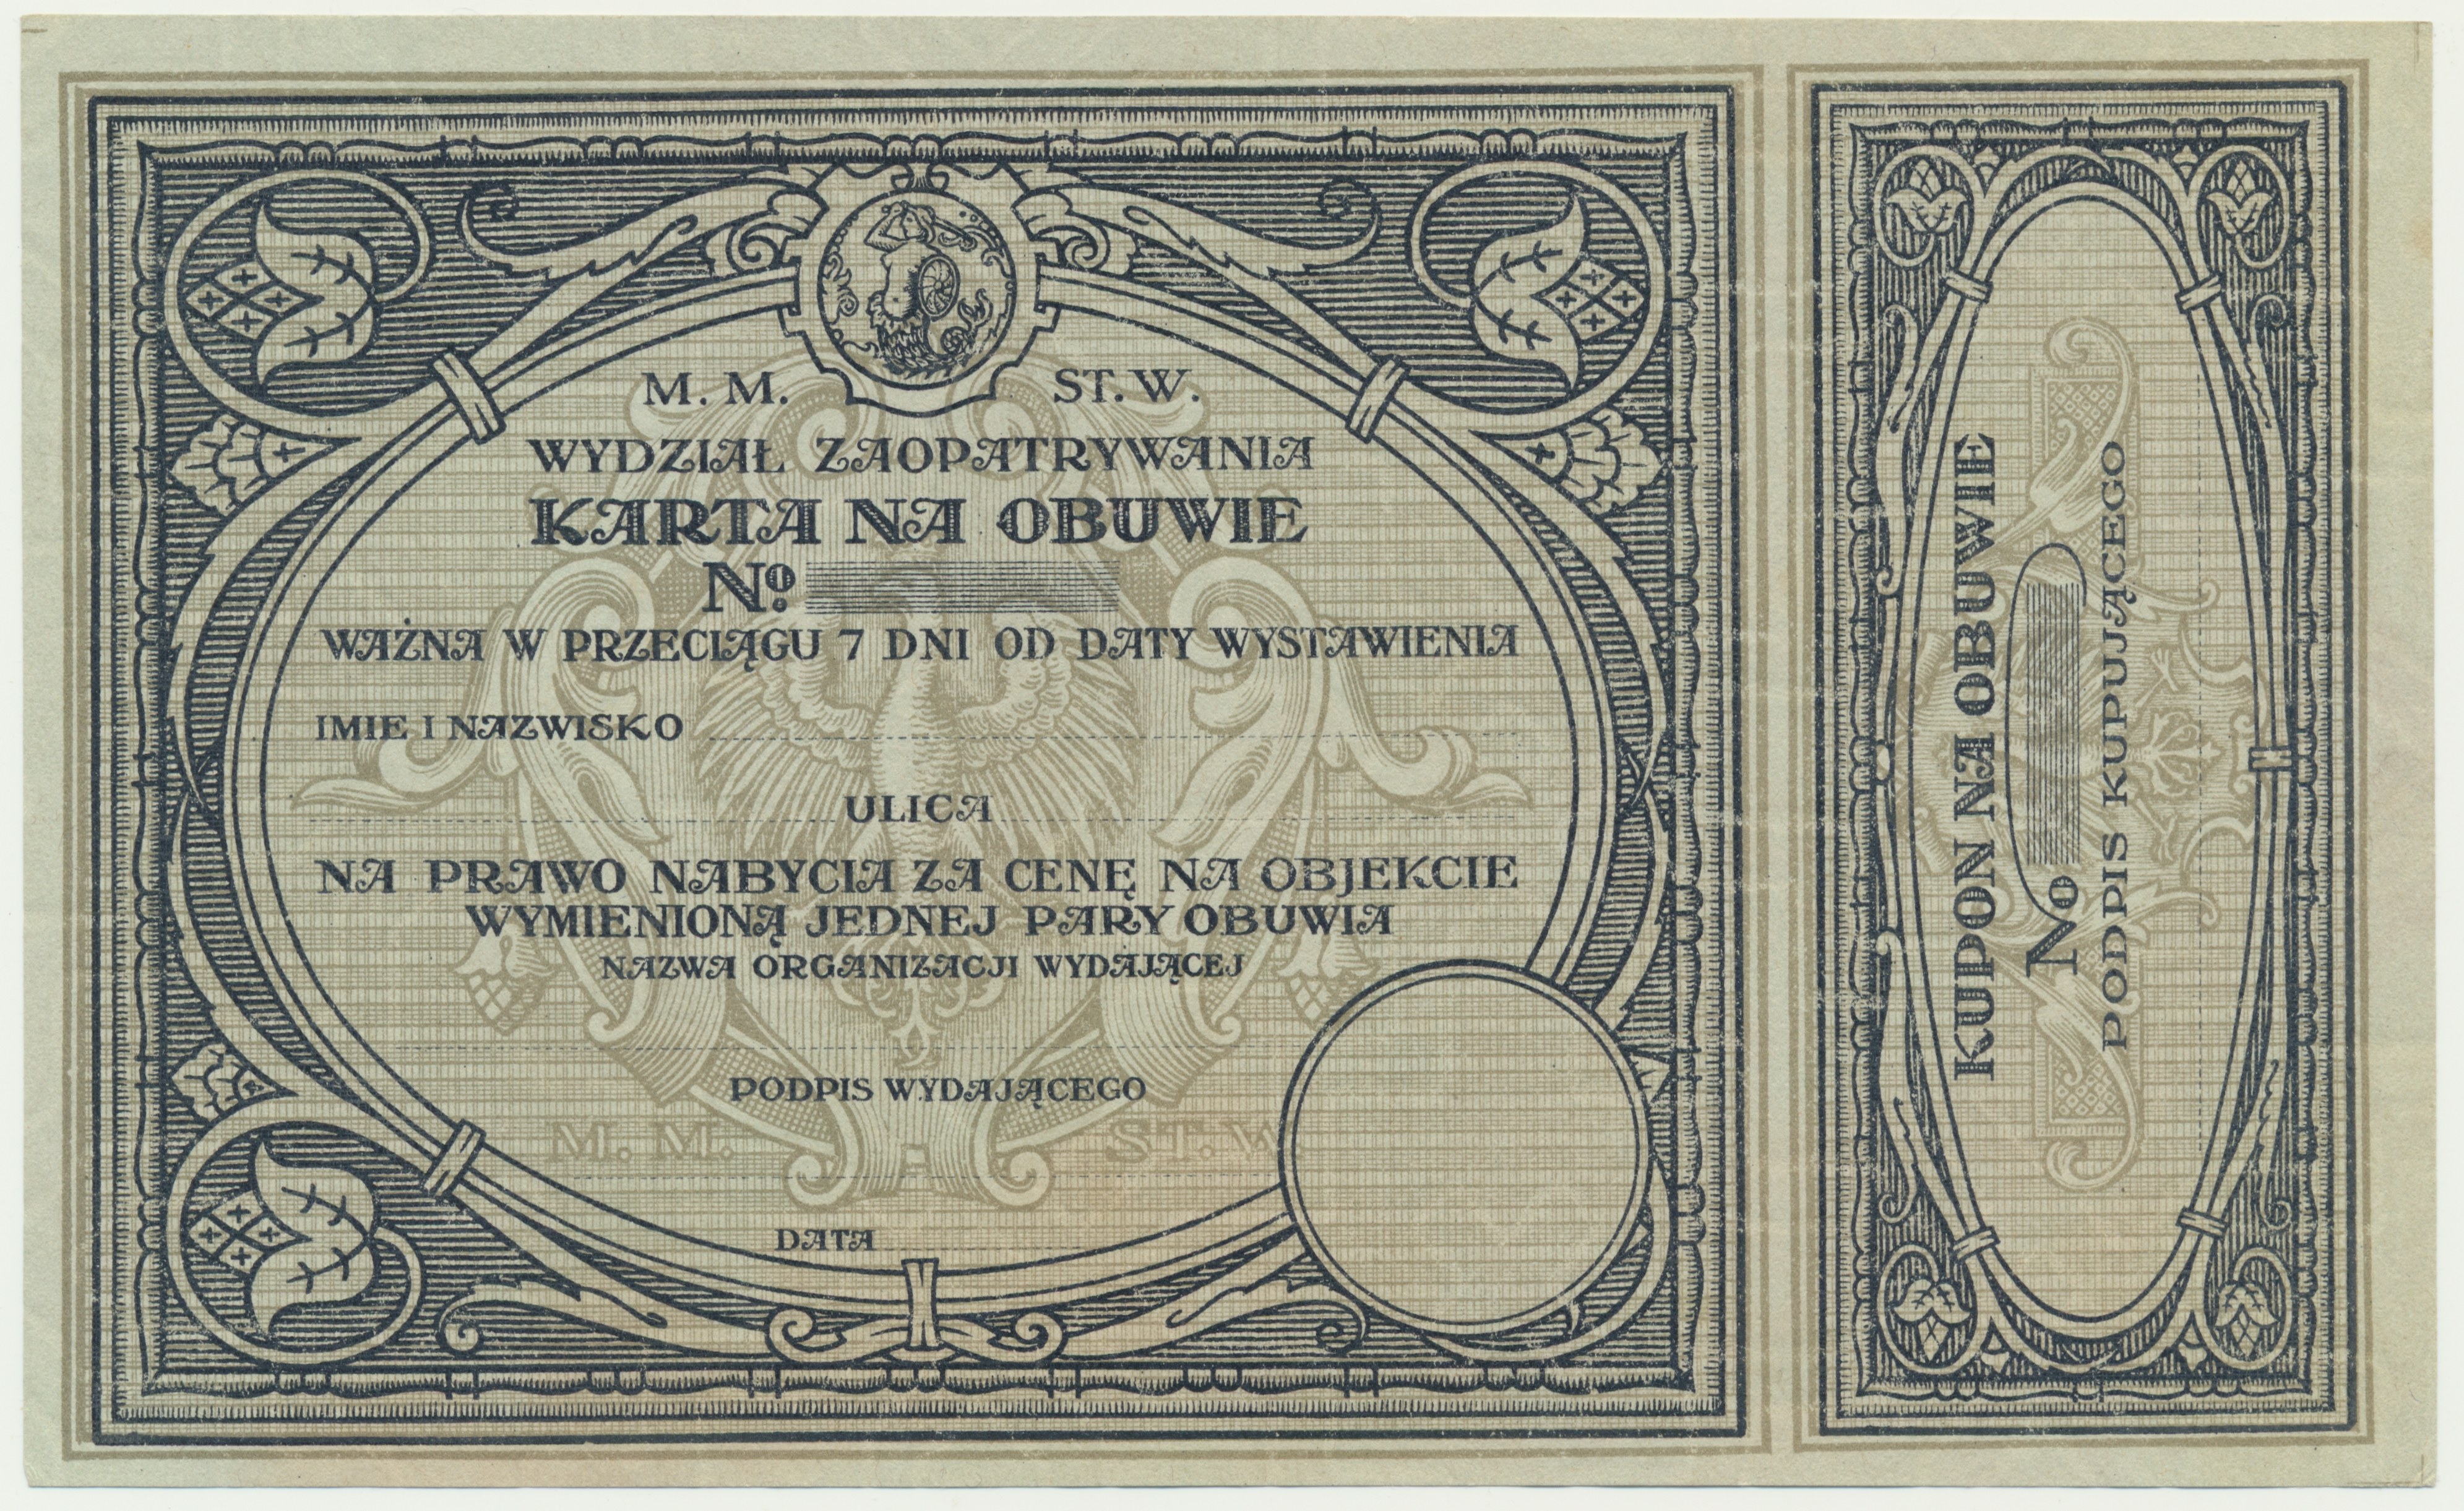 M. M. ST. W.
WYDZIAŁ ZAOPATRYWANIA
KARTA NA OBUWIE
No.
WAŻNA W PRZECIĄGU 7 DNI OD DATY WYSTAWIENIA
IMIE I NAZWISKO
ULICA
NA PRAWO NABYCIA ZA CENĘ NA OBJEKCIE
WYMIENIONĄ JEDNEJ PARY OBUWIA
NAZWA ORGANIZACJI WYDAJĄCEJ
PODPIS WYDAJĄCEGO
M. M. ST. W.
DATA
KUPON NA OBUWIE
No
PODPIS KUPUJĄCEGO